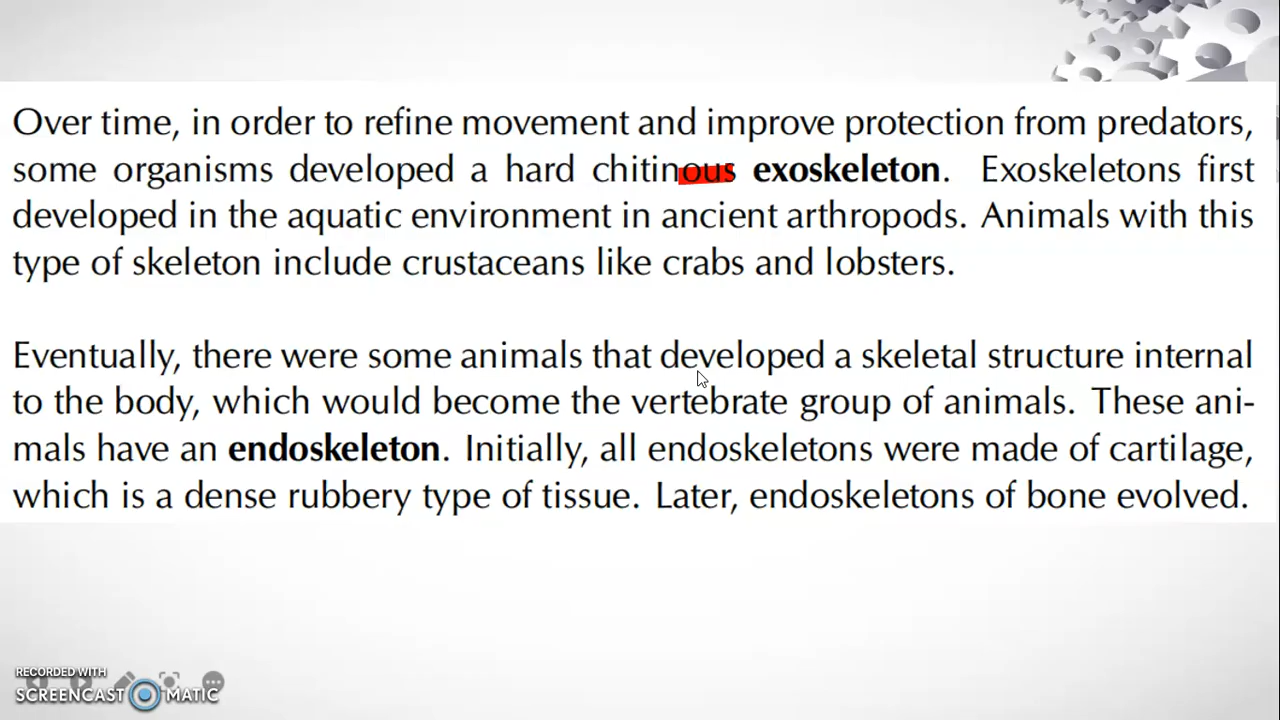 Over time, in order to refine movement and improve protection from predators,
some organisms developed a hard chitinous exoskeleton. Exoskeletons first
developed in the aquatic environment in ancient arthropods. Animals with this
type of skeleton include crustaceans like crabs and lobsters.
Eventually, there were some animals that developed a skeletal structure internal
to the body, which would become the vertebrate group of animals. These ani-
mals have an endoskeleton. Initially, all endoskeletons were made of cartilage,
which is a dense rubbery type of tissue. Later, endoskeletons of bone evolved.
RECORDED WITH
SCREENCAST MATIC